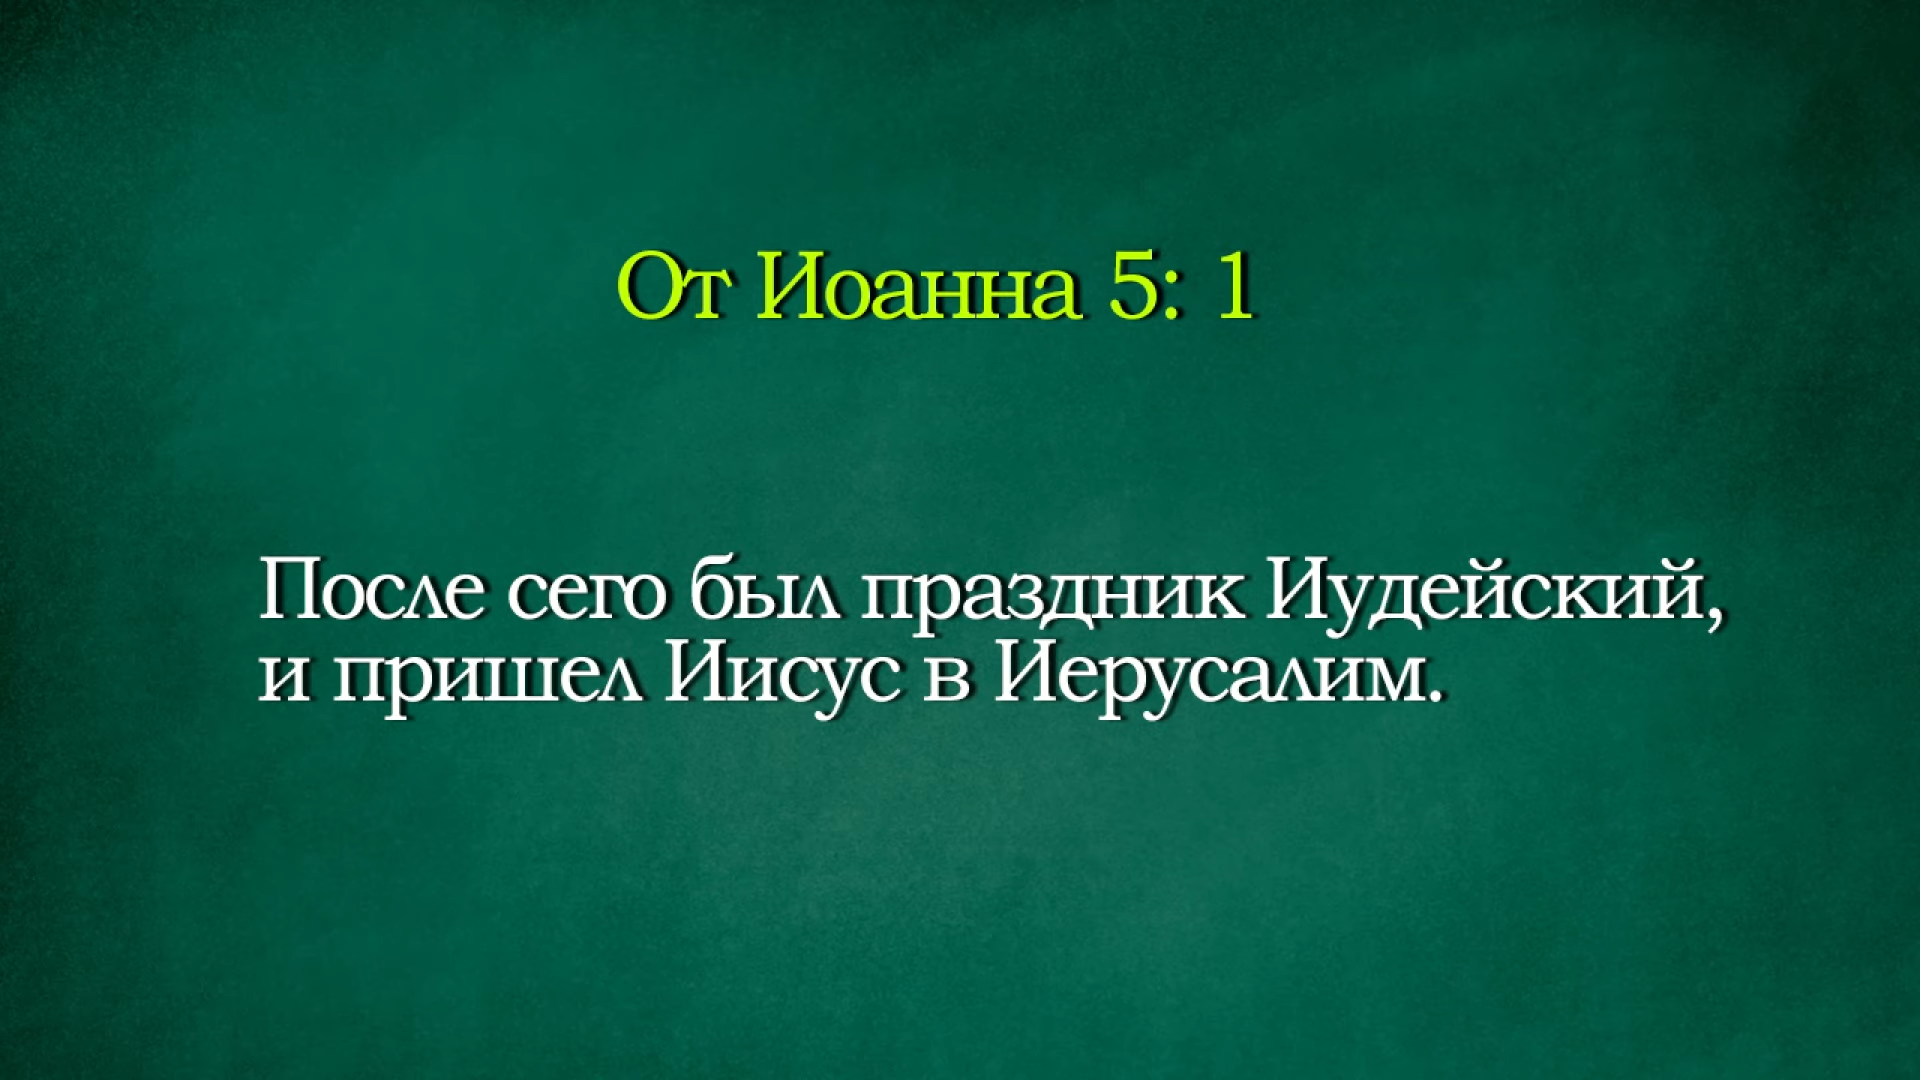 От Иоанна 5: 1
После сего был праздник Иудейский,
и пришел Иисус в Иерусалим.